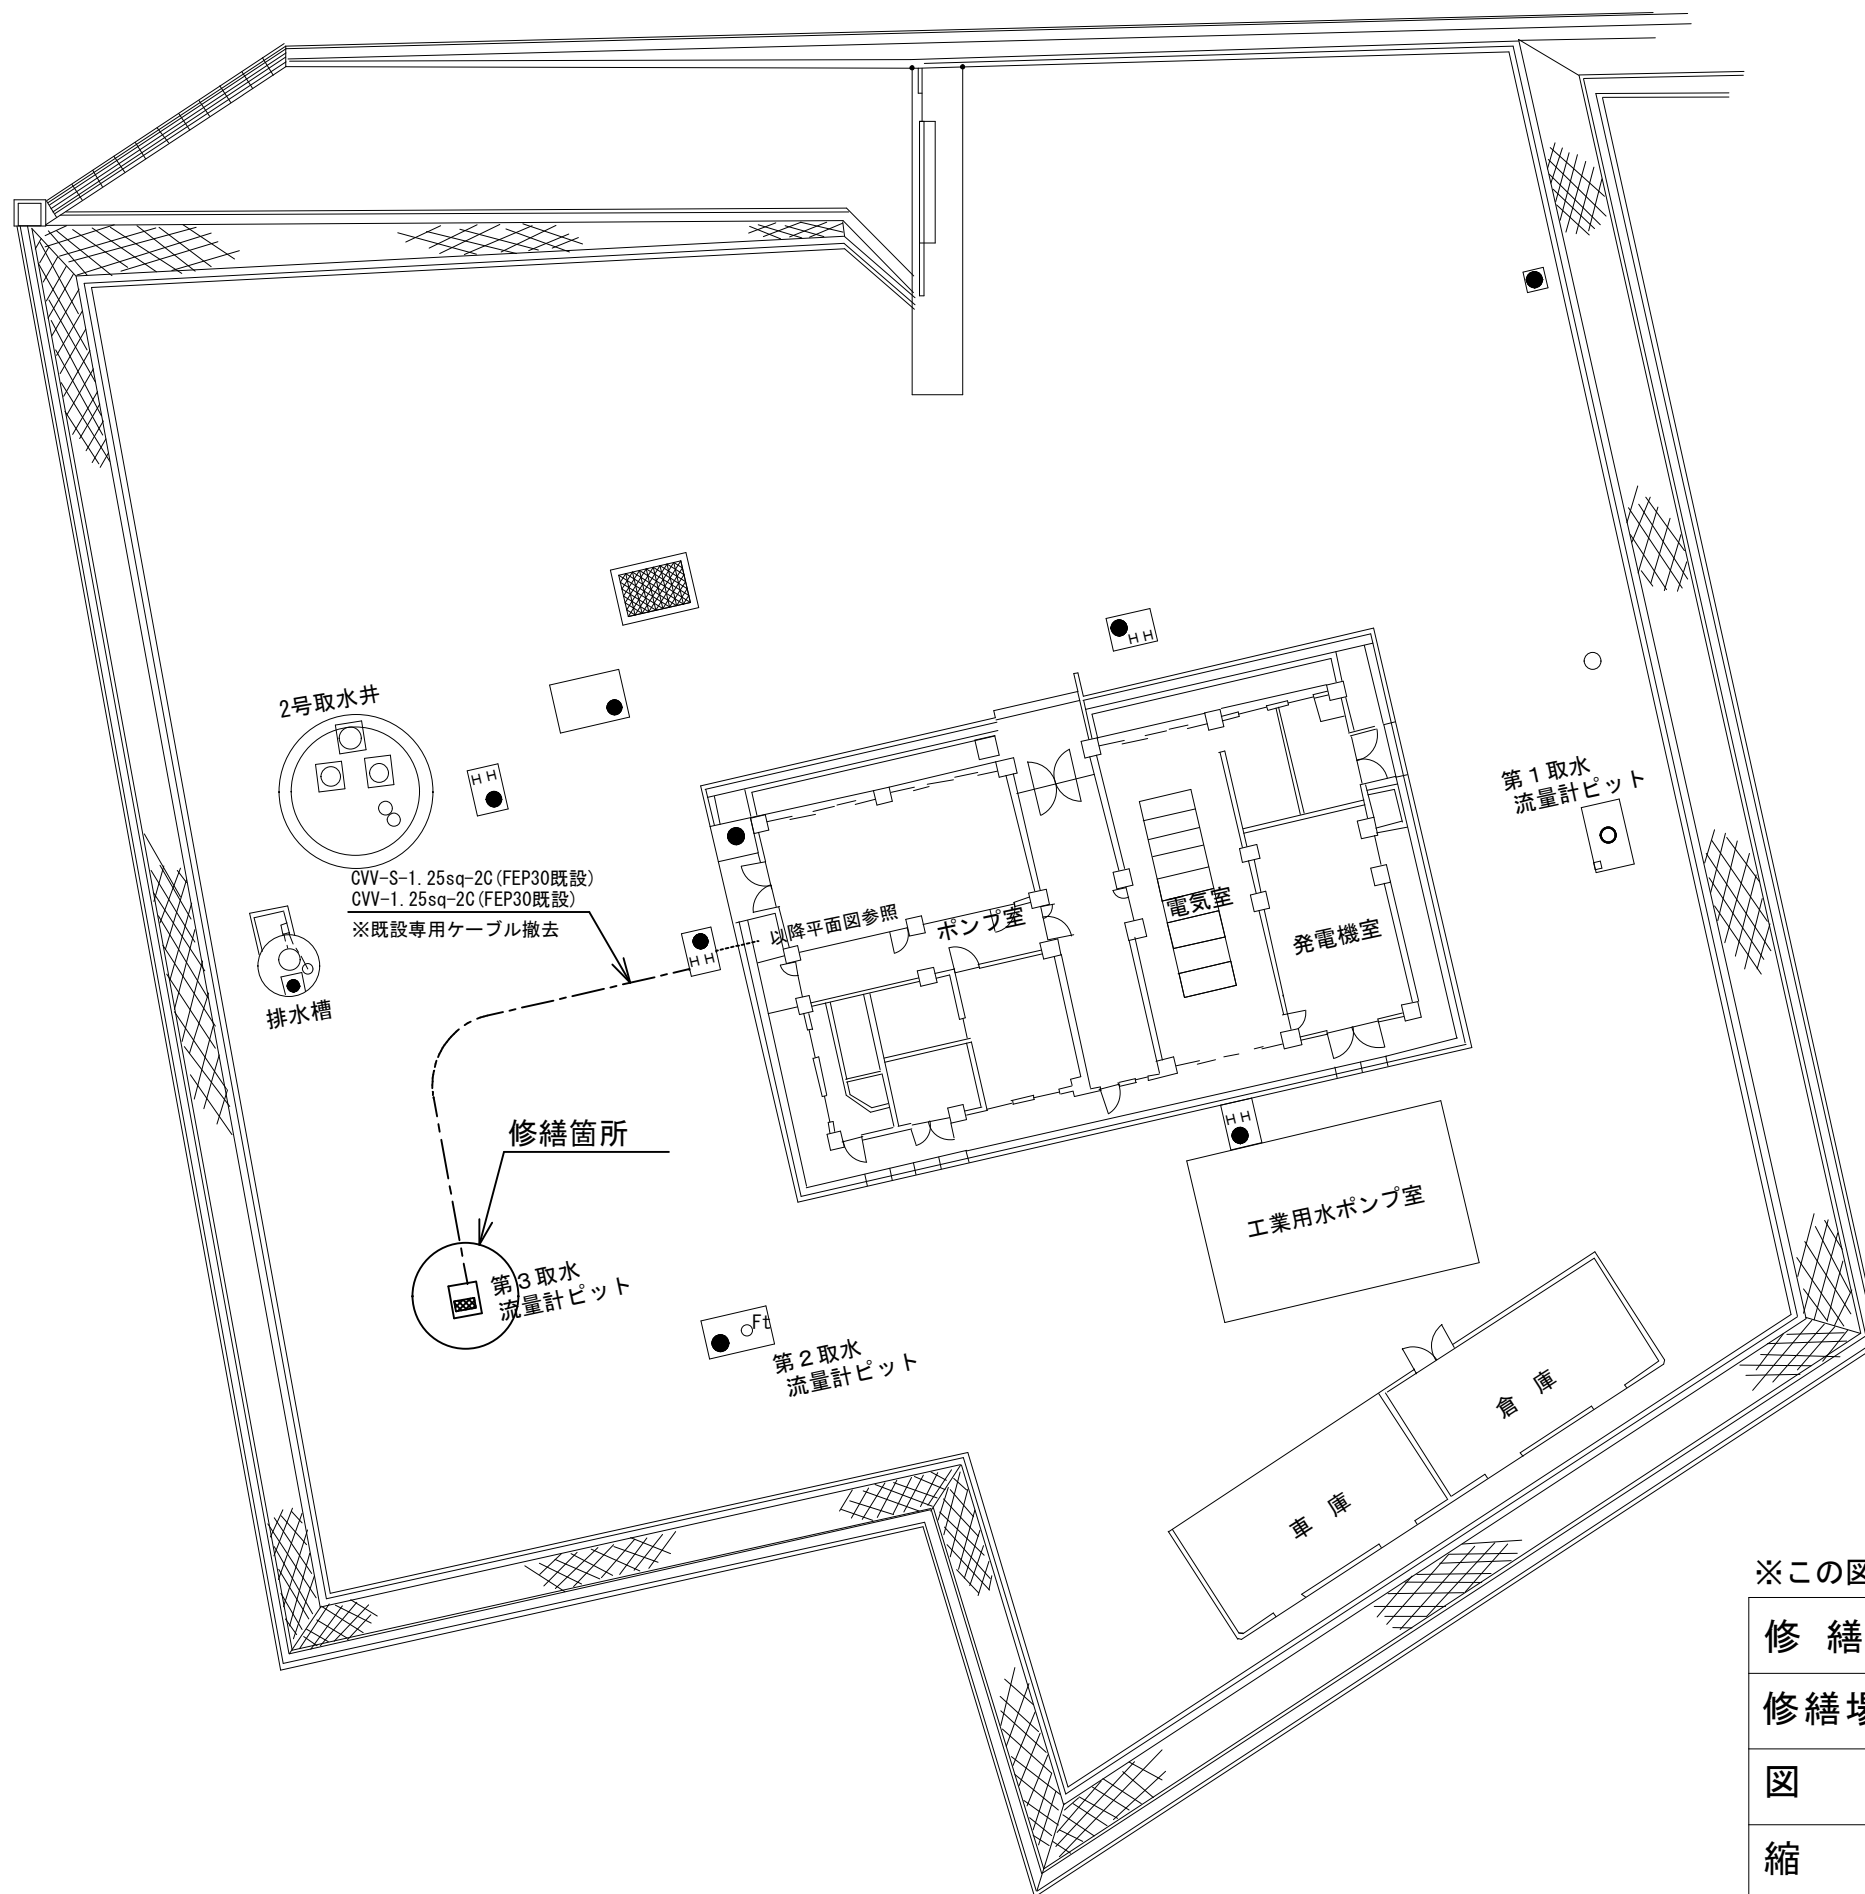 2号取水井
HH
HH
第１取水
流量計ピット
CVV-S-1.25sq-2C(FEP30既設)
CVV-1.25sq-2C(FEP30既設)
※既設専用ケーブル撤去
以降平面図参照
HH
ポンプ室
電気室
発電機室
排水槽
修繕箇所
HH
工業用水ポンプ室
第３取水
流量計ピット
Ft
第２取水
流量計ピット
倉 庫
車 庫
※この図
修 繕
修繕場
図
縮